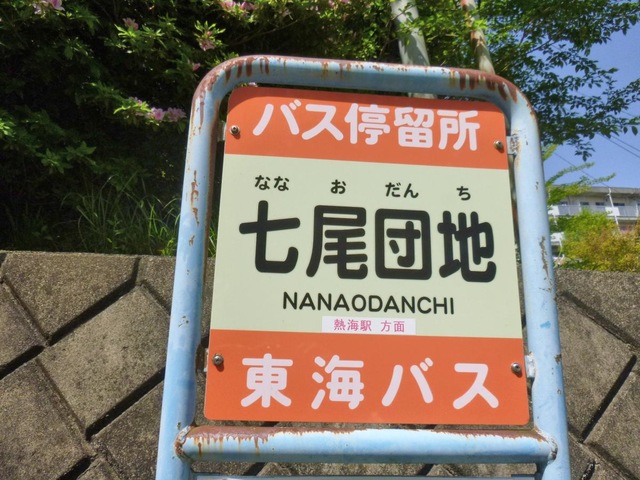 バス停留所
なな お だん ち
七尾団地
NANAODANCHI
熱海駅 方面
東海バス